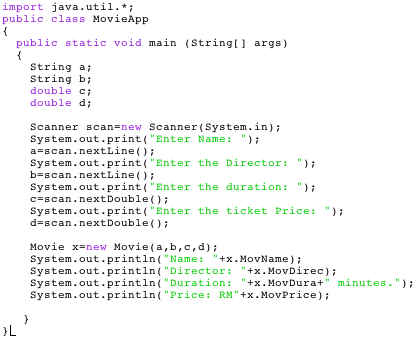 import java.util.*;
public class MovieApp
{
  public static void main (String[] args)
  {
    String a;
    String b;
    double c;
    double d;

    Scanner scan=new Scanner(System.in);
    System.out.print("Enter Name: ");
    a=scan.nextLine();
    System.out.print("Enter the Director: ");
    b=scan.nextLine();
    System.out.print("Enter the duration: ");
    c=scan.nextDouble();
    System.out.print("Enter the ticket Price: ");
    d=scan.nextDouble();

    Movie x=new Movie(a,b,c,d);
    System.out.println("Name: "+x.MovName);
    System.out.println("Director: "+x.MovDirec);
    System.out.println("Duration: "+x.MovDura+" minutes.");
    System.out.println("Price: RM"+x.MovPrice);

   }
}